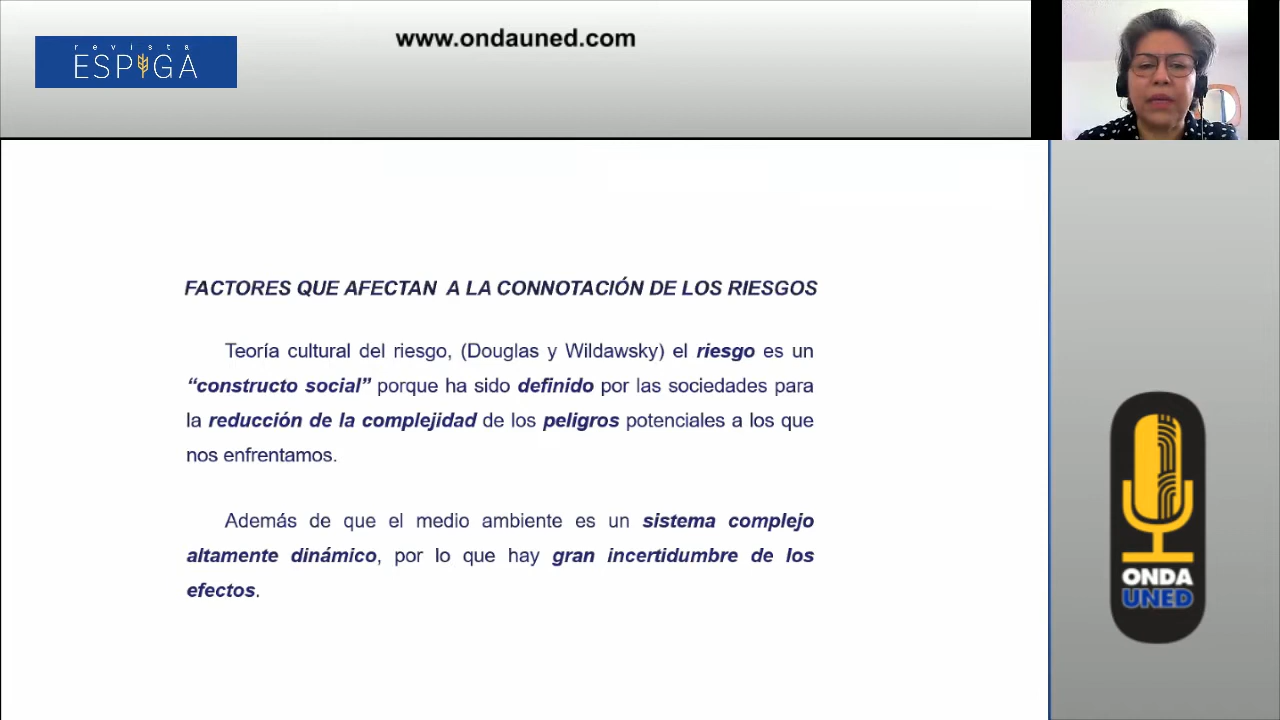 revista
ESPIGA
www.ondauned.com
FACTORES QUE AFECTAN A LA CONNOTACIÓN DE LOS RIESGOS
Teoría cultural del riesgo, (Douglas y Wildawsky) el riesgo es un
“constructo social” porque ha sido definido por las sociedades para
la reducción de la complejidad de los peligros potenciales a los que
nos enfrentamos.
Además de que el medio ambiente es un sistema complejo
altamente dinámico, por lo que hay gran incertidumbre de los
efectos.
ONDA
UNED